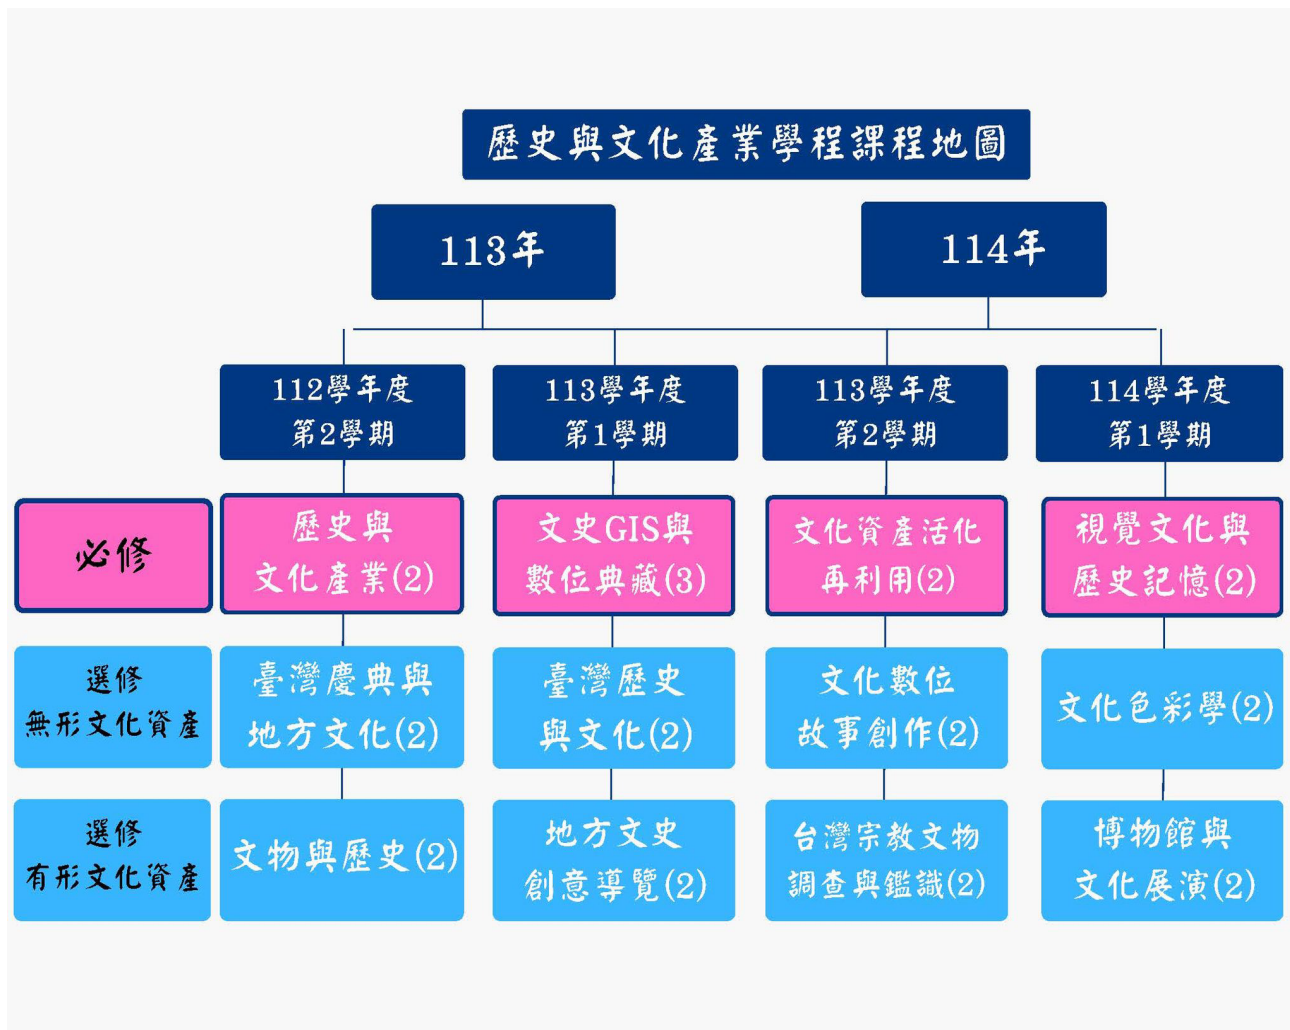 歷史與文化產業學程課程地圖
113年
114年
112學年度
第2學期
113學年度
第1學期
113學年度
第2學期
114學年度
第1學期
必修
歷史與
文化產業(2)
文史GIS與
數位典藏(3)
文化資產活化
再利用(2)
視覺文化與
歷史記憶(2)
選修
無形文化資產
臺灣慶典與
地方文化(2)
臺灣歷史
與文化(2)
文化數位
故事創作(2)
文化色彩學(2)
選修
有形文化資產
文物與歷史(2)
地方文史
創意導覽(2)
台灣宗教文物
調查與鑑識(2)
博物館與
文化展演(2)